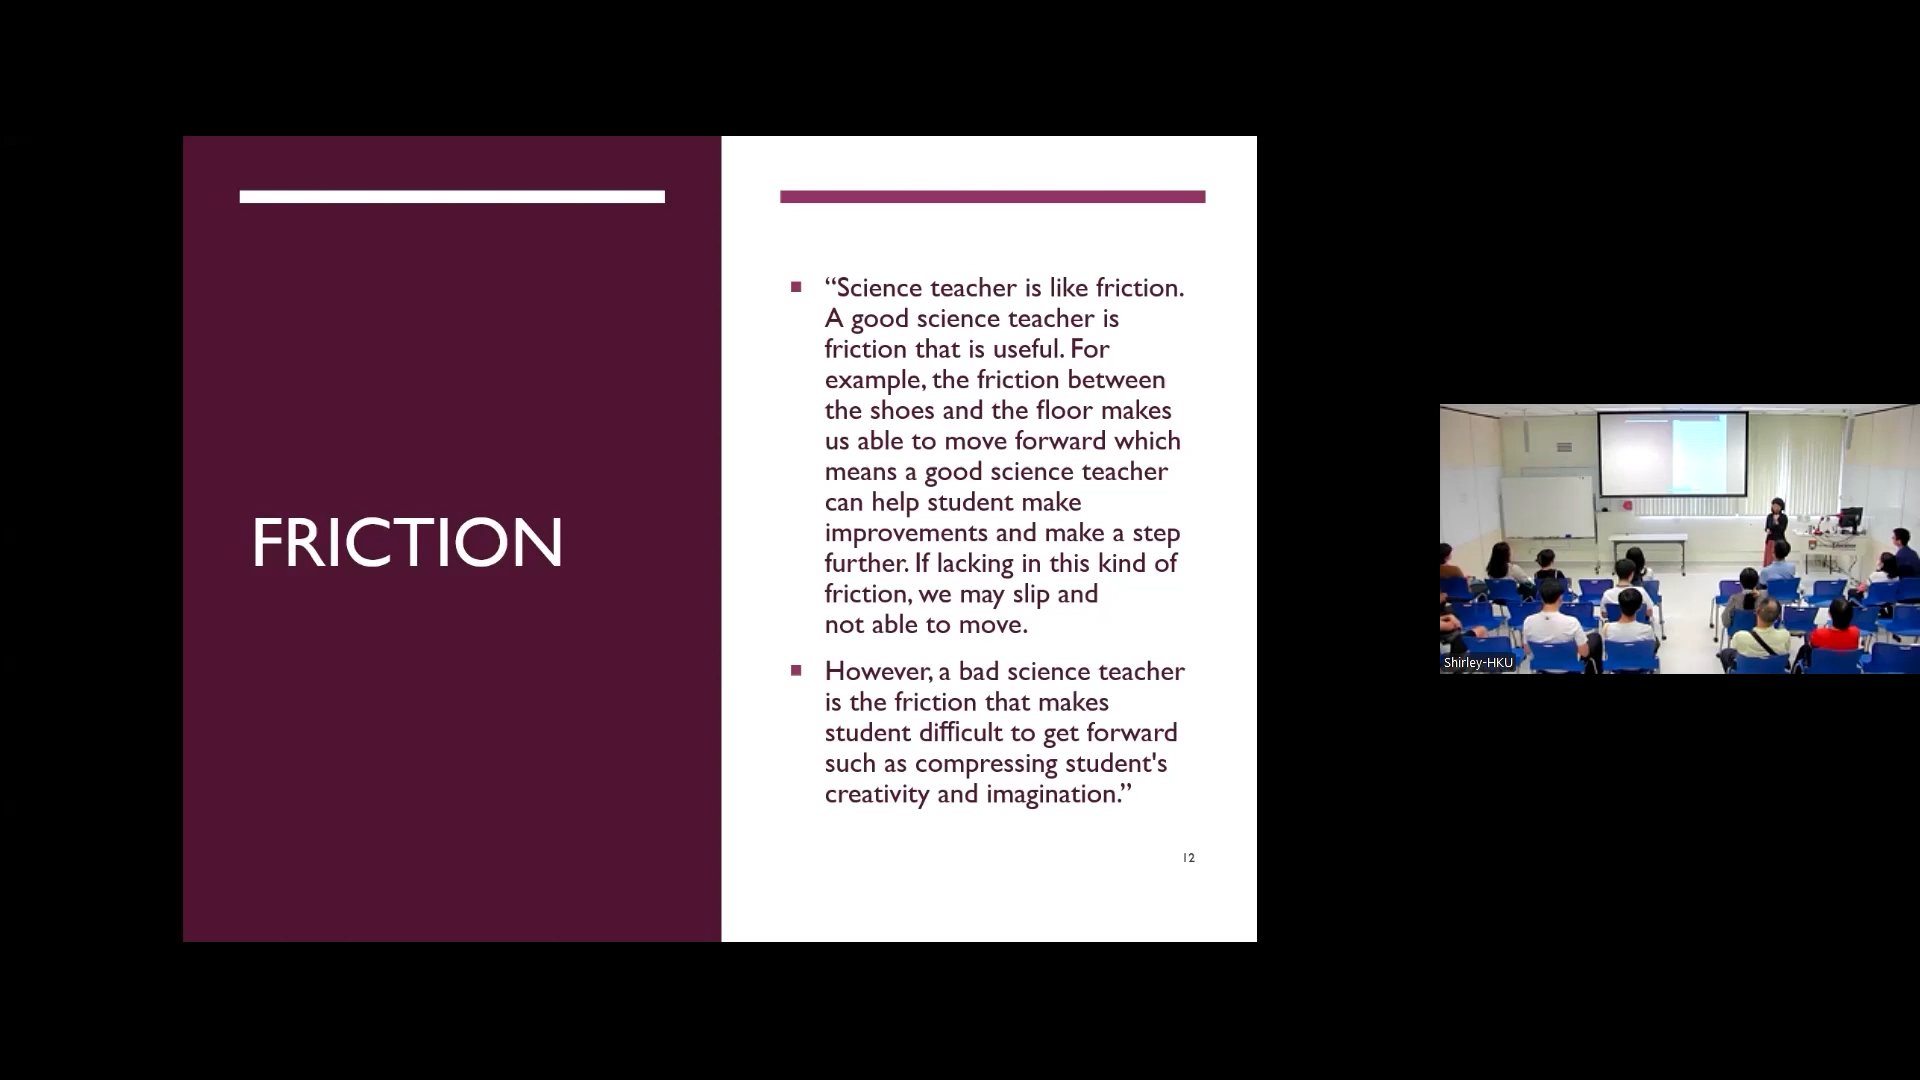 FRICTION
“Science teacher is like friction.
A good science teacher is
friction that is useful. For
example, the friction between
the shoes and the floor makes
us able to move forward which
means a good science teacher
can help student make
improvements and make a step
further. If lacking in this kind of
friction, we may slip and
not able to move.
However, a bad science teacher
is the friction that makes
student difficult to get forward
such as compressing student's
creativity and imagination.”
12
Shirley-HKU